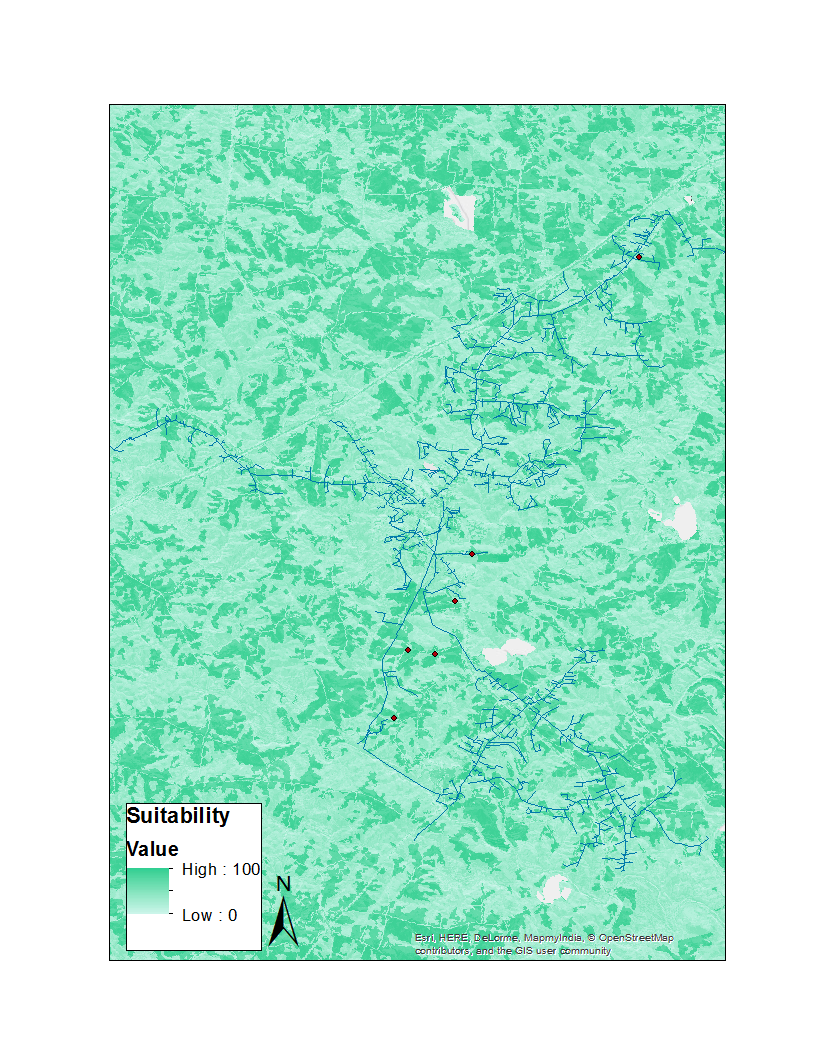 Suitability
Value
High : 100
Low : 0
N
Esri, HERE, DeLorme, MapmyIndia, © OpenStreetMap
contributors, and the GIS user community